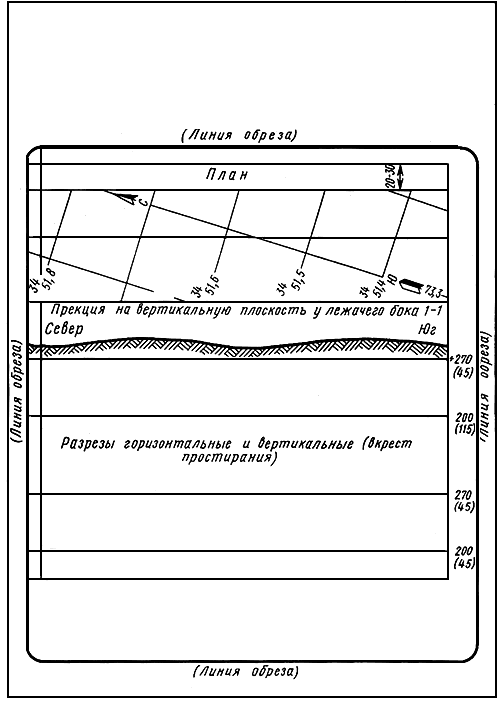 (Линия обреза)
План
20-30
С
34
51,8
34
51,6
34
51,5
34
51,4
Ю
73,3
Прекция на вертикальную плоскость у лежачего бока 1-1
Север
Юг
+270
(45)
(Линия обреза)
(Линия обреза)
200
(115)
Разрезы горизонтальные и вертикальные (вкрест
простирания)
270
(45)
200
(45)
(Линия обреза)